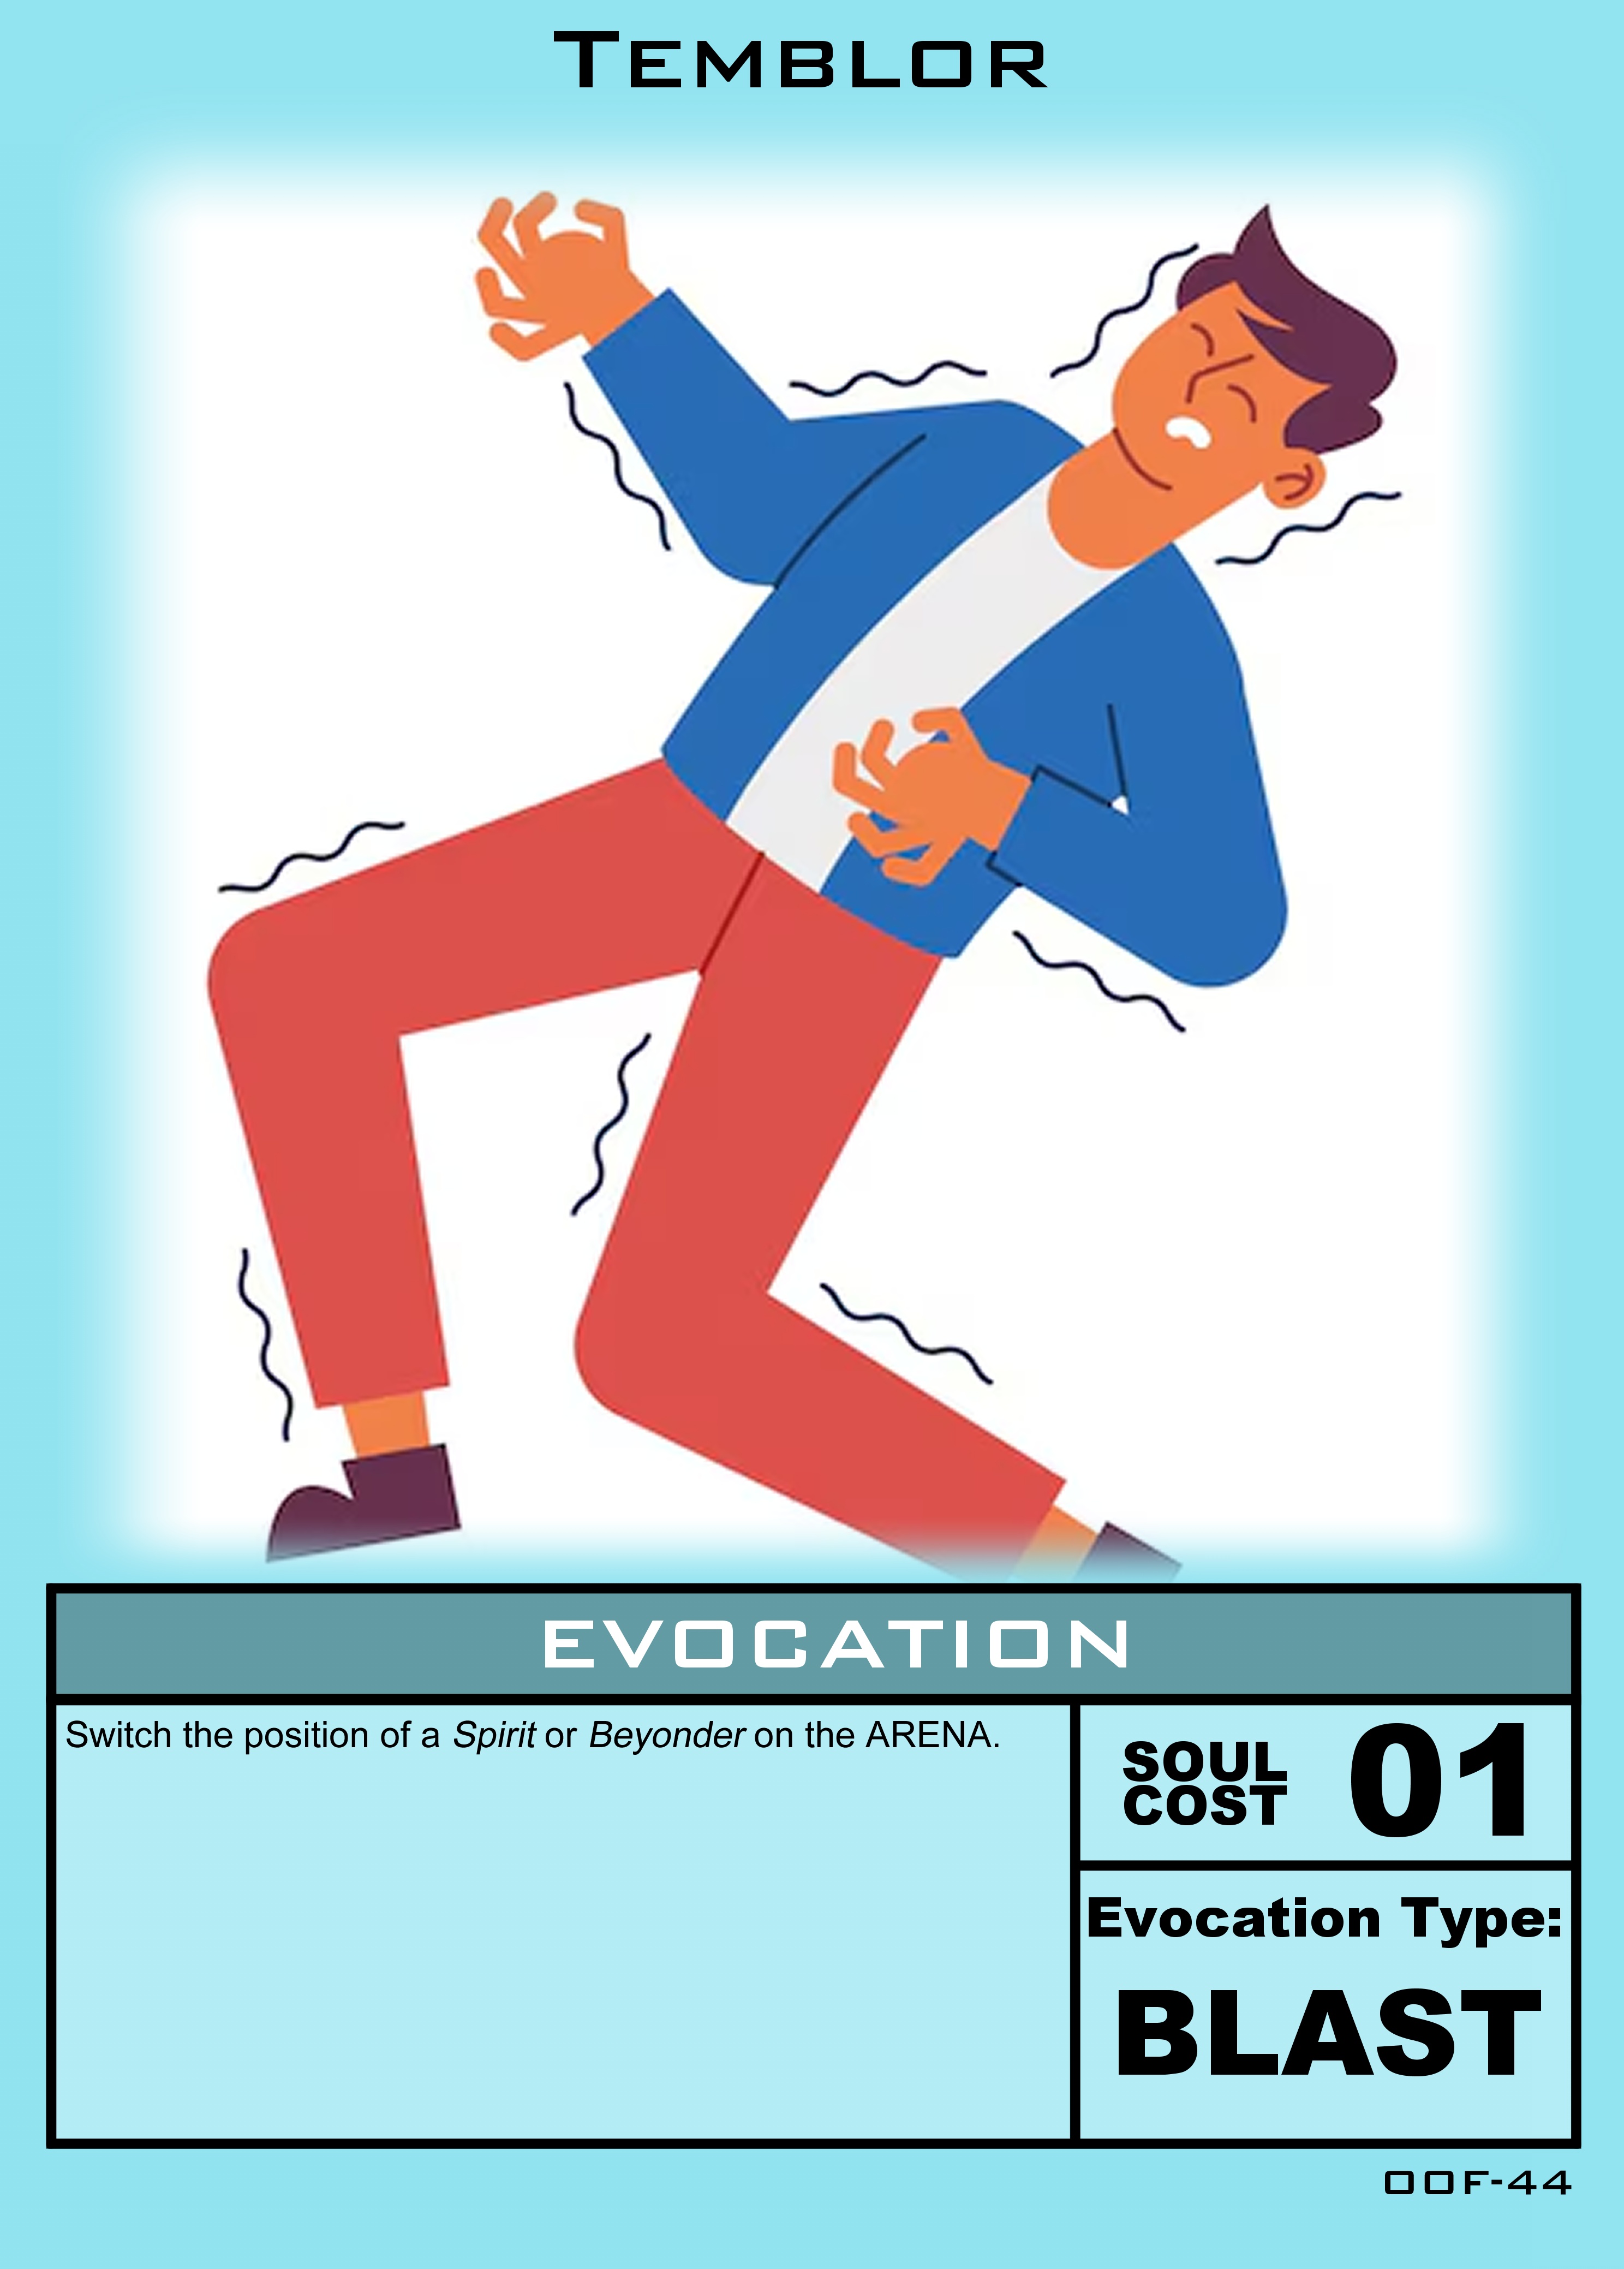 Temblor
EVOCATION
Switch the position of a Spirit or Beyonder on the ARENA.
SOUL
COST
01
Evocation Type:
BLAST
OOF-44